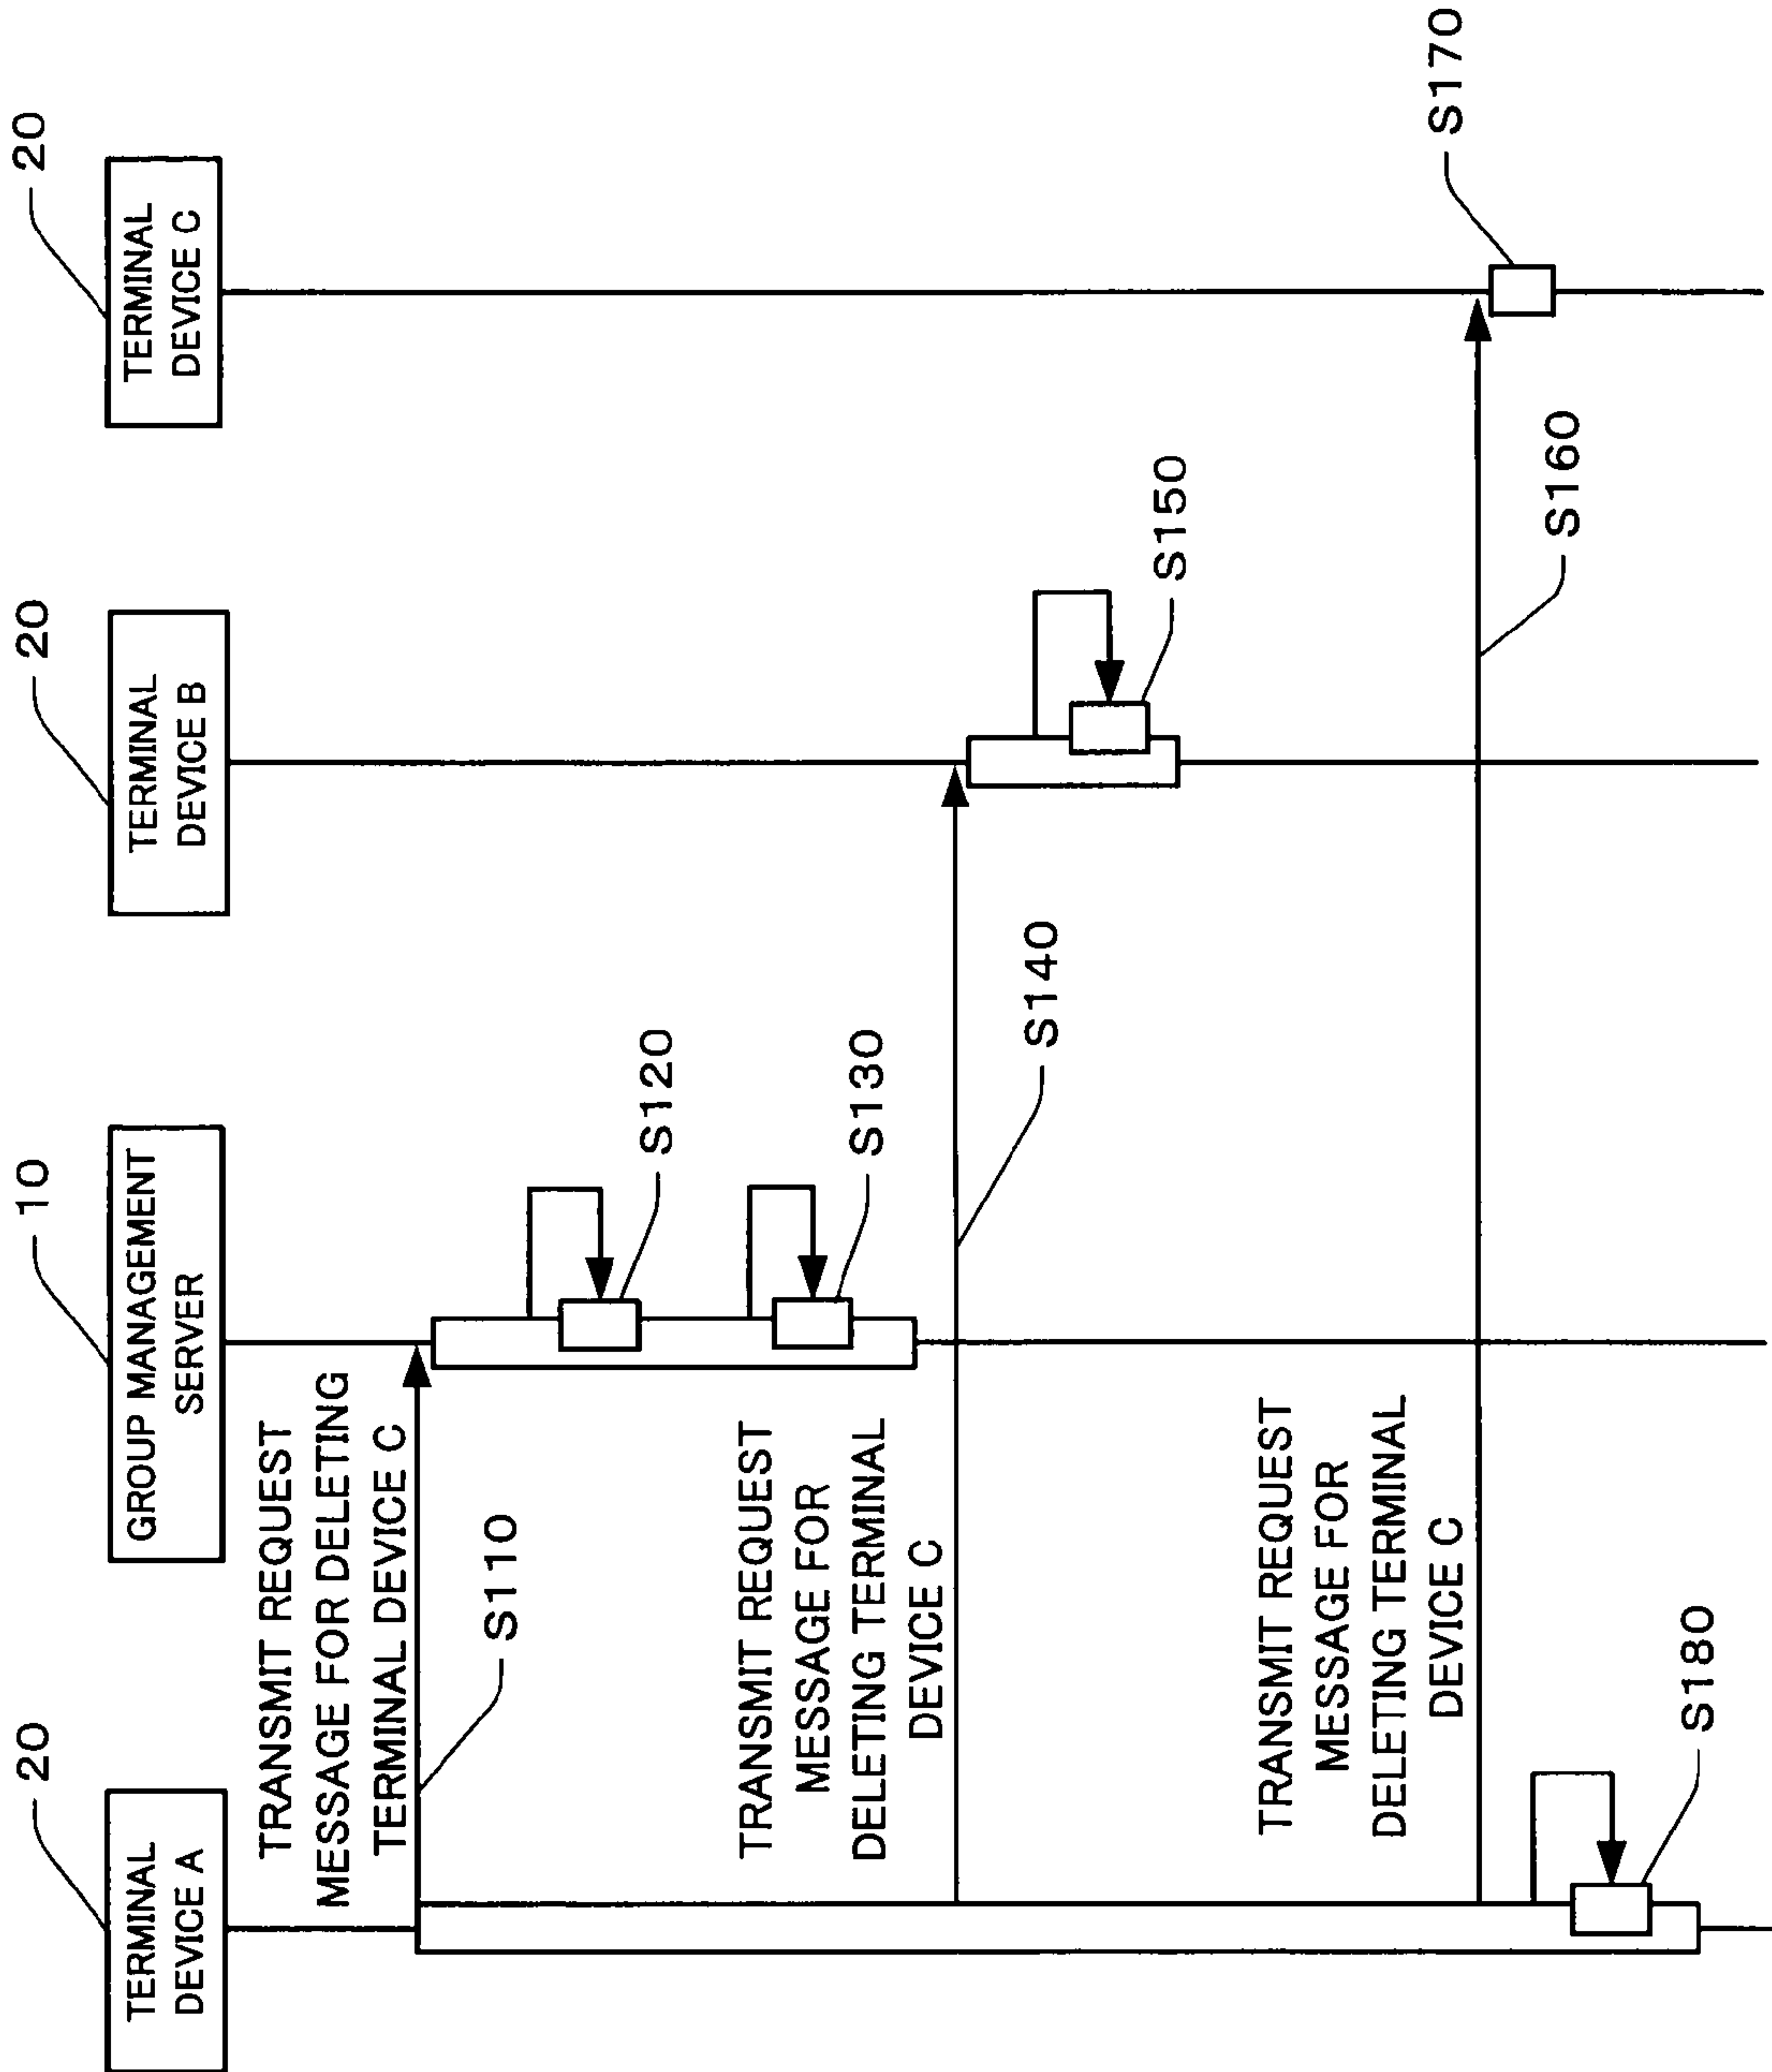 20
10
20
20
TERMINAL
DEVICE A
GROUP MANAGEMENT
SERVER
TERMINAL
DEVICE B
TERMINAL
DEVICE C
TRANSMIT REQUEST
MESSAGE FOR DELETING
TERMINAL DEVICE C
S110
S120
TRANSMIT REQUEST
MESSAGE FOR
DELETING TERMINAL
DEVICE C
S130
S140
S150
TRANSMIT REQUEST
MESSAGE FOR
DELETING TERMINAL
DEVICE C
S160
S170
S180